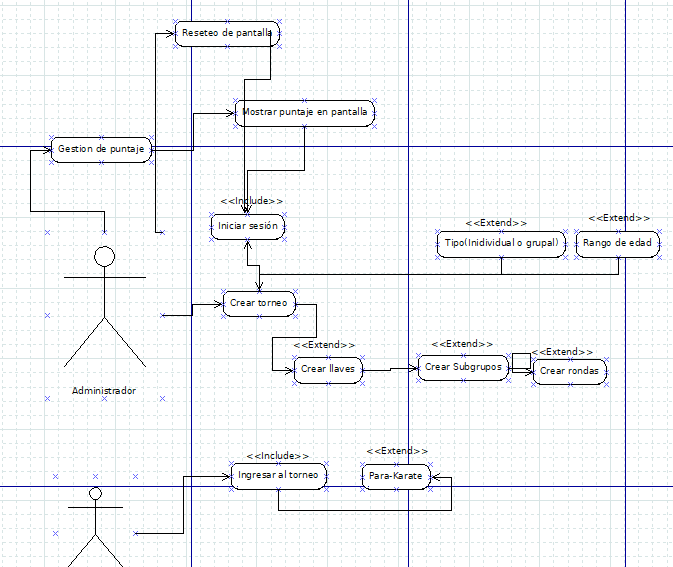 Reseteo de pantalla
Mostrar puntaje en pantalla
Gestion de puntaje
<<Include>>
Iniciar sesión
<<Extend>>
Tipo(Inidividual o grupal)
<<Extend>>
Rango de edad
Crear torneo
<<Extend>>
Crear llaves
<<Extend>>
Crear Subgrupos
<<Extend>>
Crear rondas
Administrador
<<Include>>
Ingresar al torneo
<<Extend>>
Para-Karate